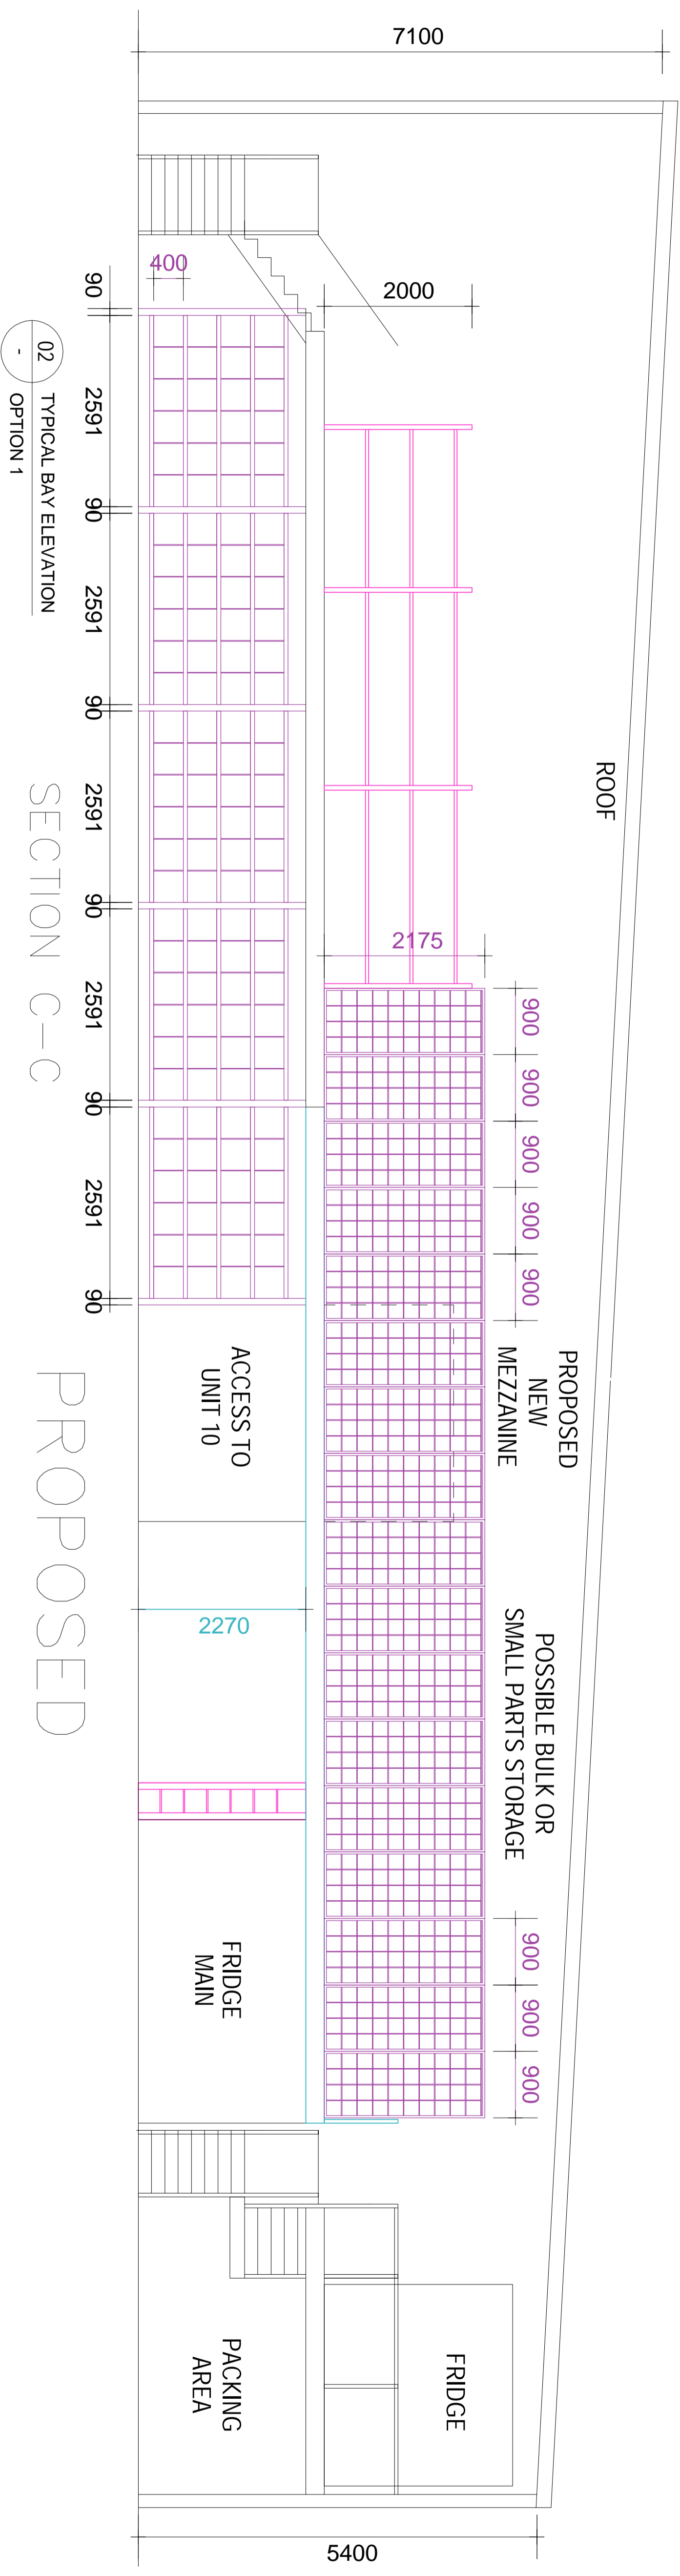 7100
2000
400
90
2591
90
2591
90
2591
90
2591
90
2591
90
ROOF
2175
900
900
900
900
900
PROPOSED
NEW
MEZZANINE
POSSIBLE BULK OR
SMALL PARTS STORAGE
900
900
900
ACCESS TO
UNIT 10
2270
FRIDGE
MAIN
PACKING
AREA
FRIDGE
5400
02
-
TYPICAL BAY ELEVATION
OPTION 1
SECTION C-C
PROPOSED